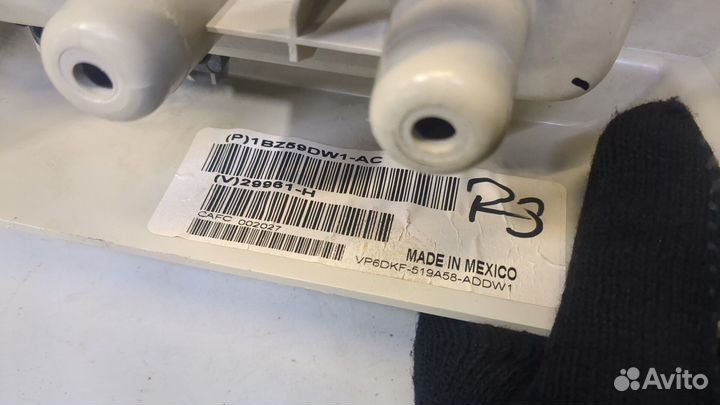 (P)1BZ59DW1-AC
(V)29961-H
CAFC 002027
R3
MADE IN MEXICO
VP6DKF-519A58-ADDW1
Avito